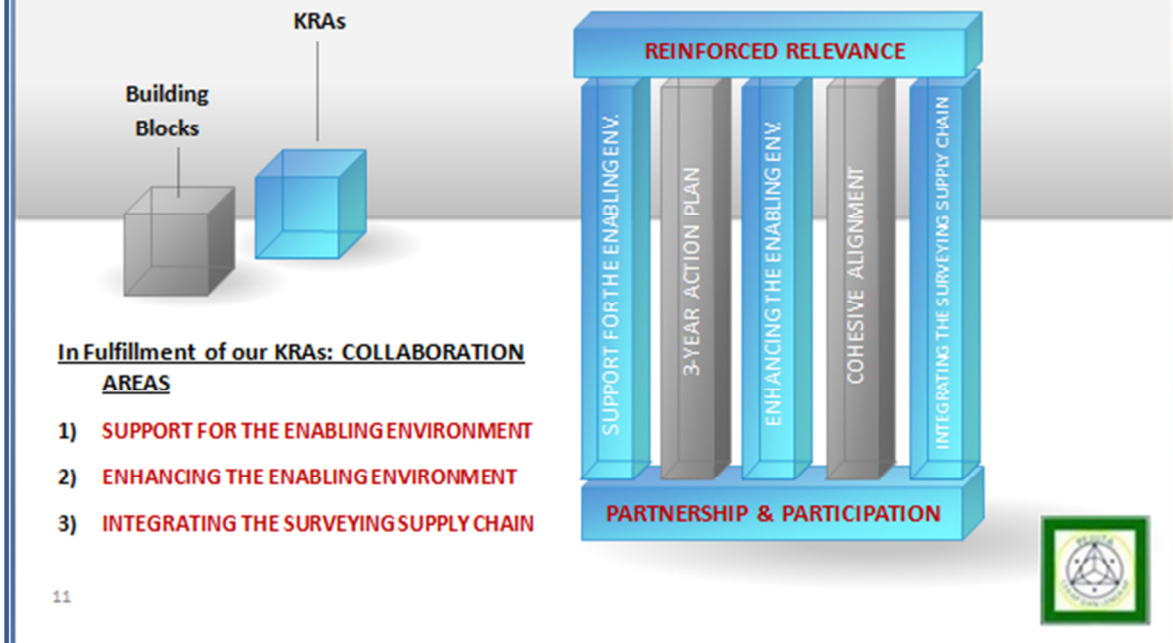 KRAs
Building
Blocks
In Fulfillment of our KRAs: COLLABORATION
AREAS
1) SUPPORT FOR THE ENABLING ENVIRONMENT
2) ENHANCING THE ENABLING ENVIRONMENT
3) INTEGRATING THE SURVEYING SUPPLY CHAIN
REINFORCED RELEVANCE
SUPPORT FOR THE ENABLING ENV.
3-YEAR ACTION PLAN
ENHANCING THE ENABLING ENV.
COHESIVE ALIGNMENT
INTEGRATING THE SURVEYING SUPPLY CHAIN
PARTNERSHIP & PARTICIPATION
11